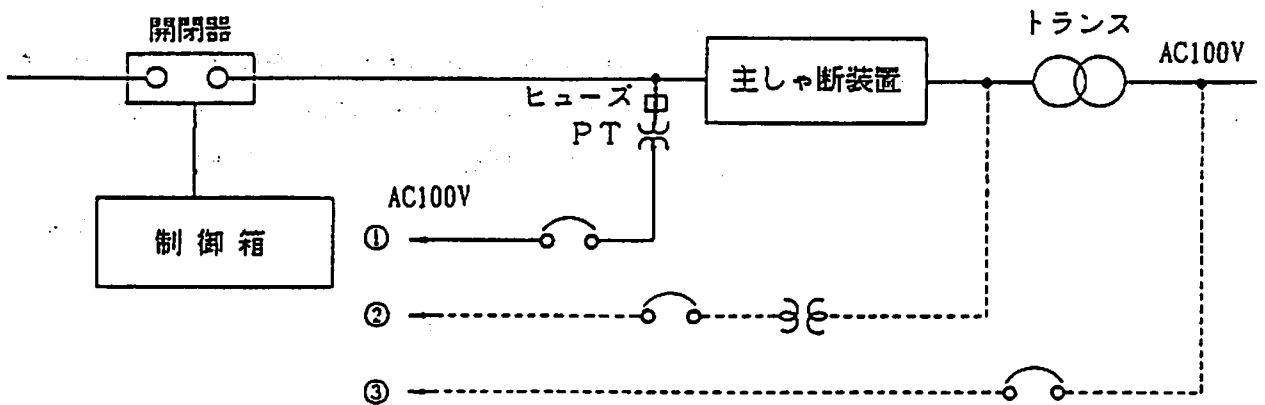 開閉器
トランス
AC100V
主しゃ断装置
ヒューズ
PT
AC100V
制御箱
①
②
③